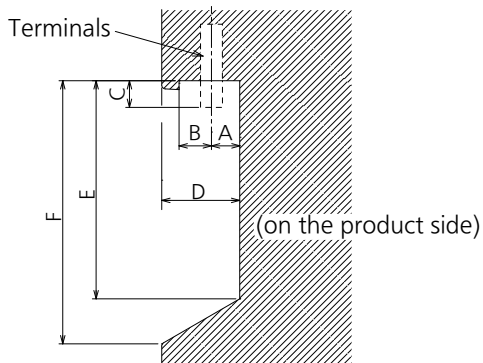 Terminals
C
B A
D
E
F
(on the product side)